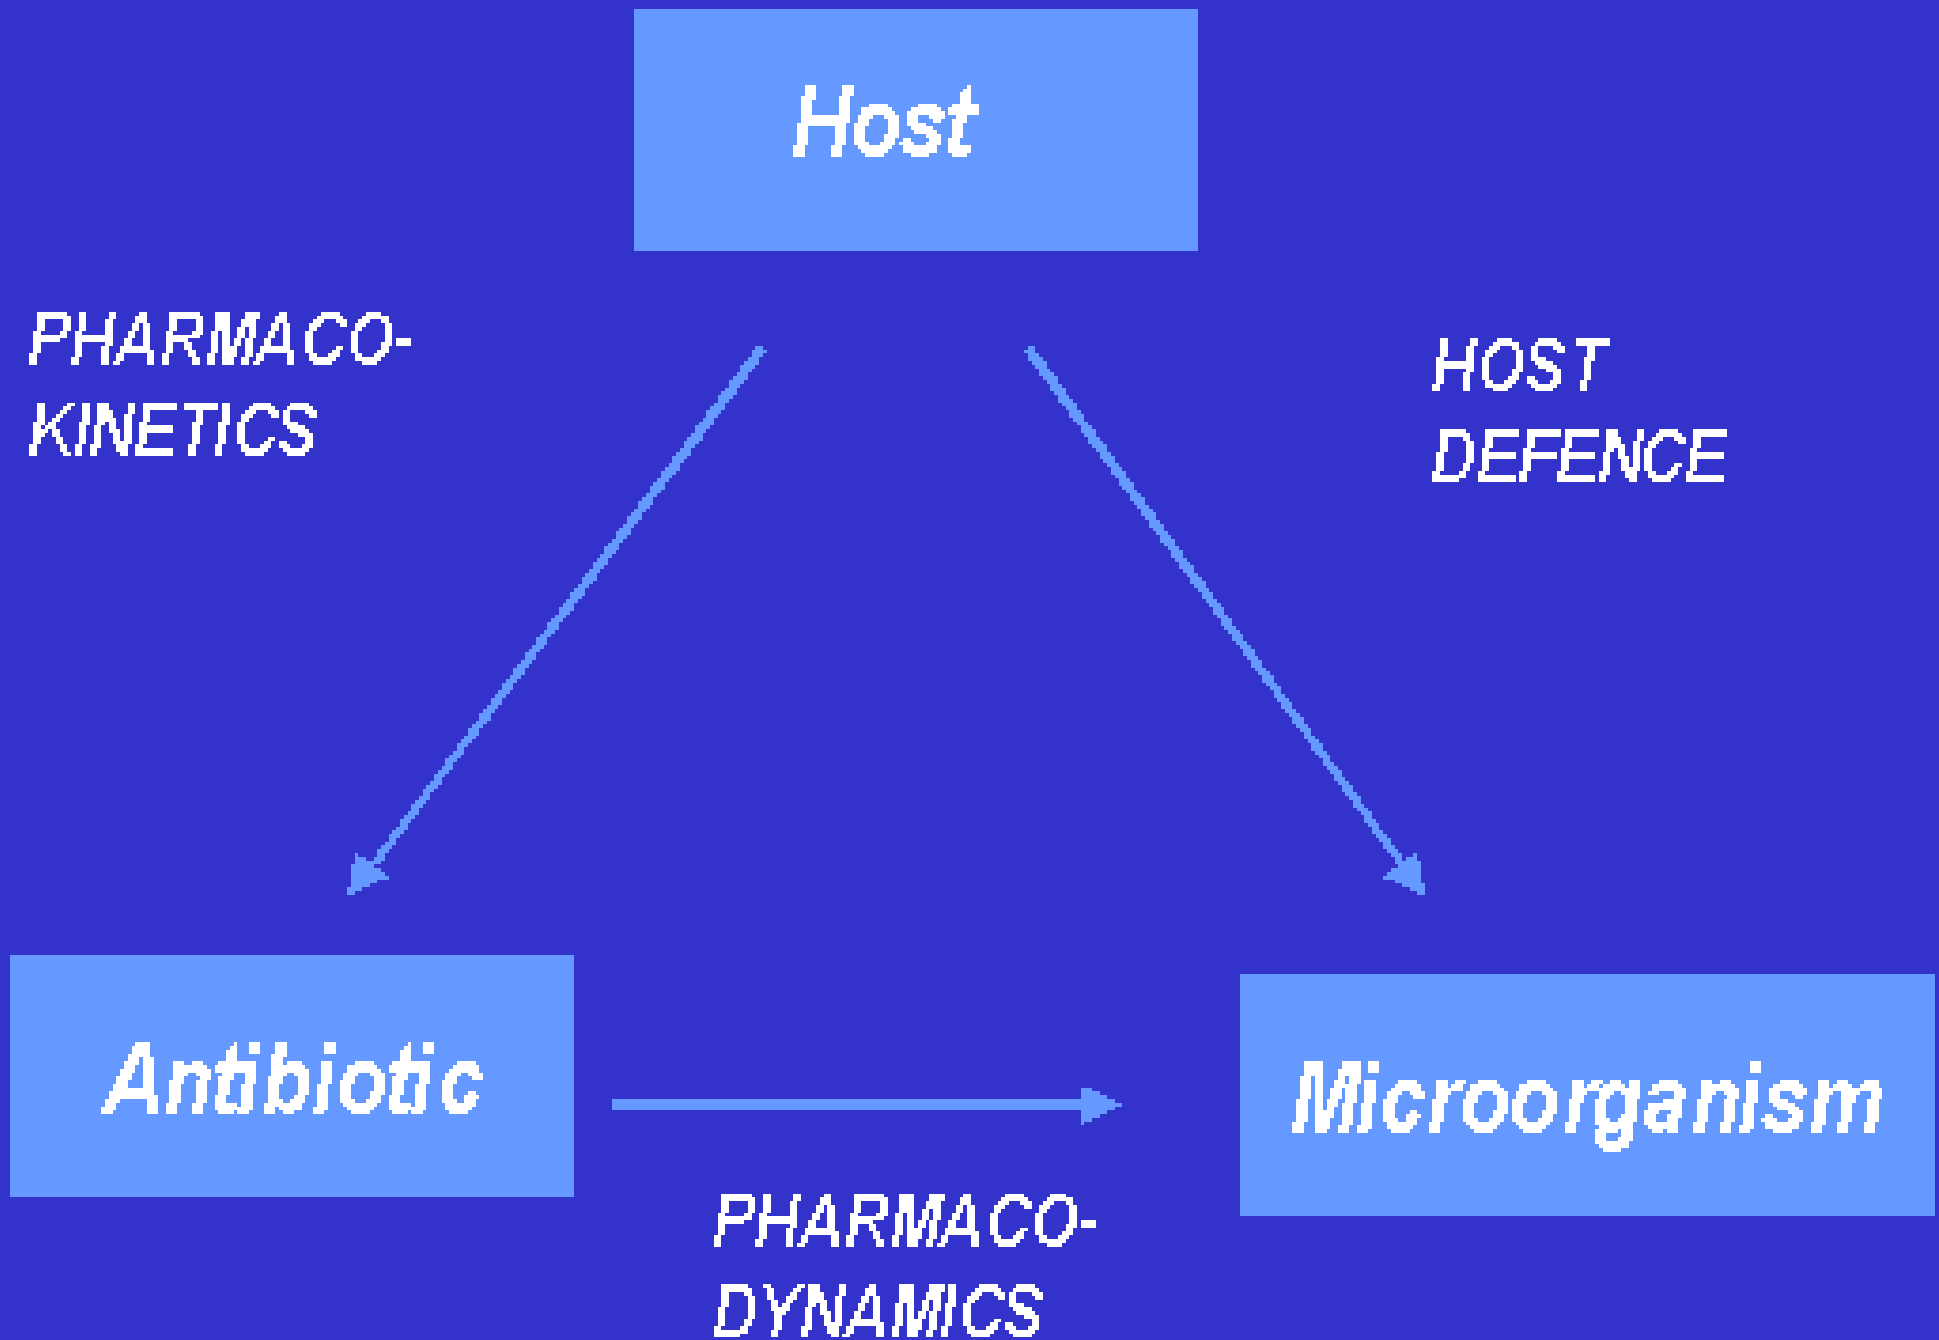 Host
PHARMACO-
KINETICS
HOST
DEFENCE
Antibiotic
Microorganism
PHARMACO-
DYNAMICS